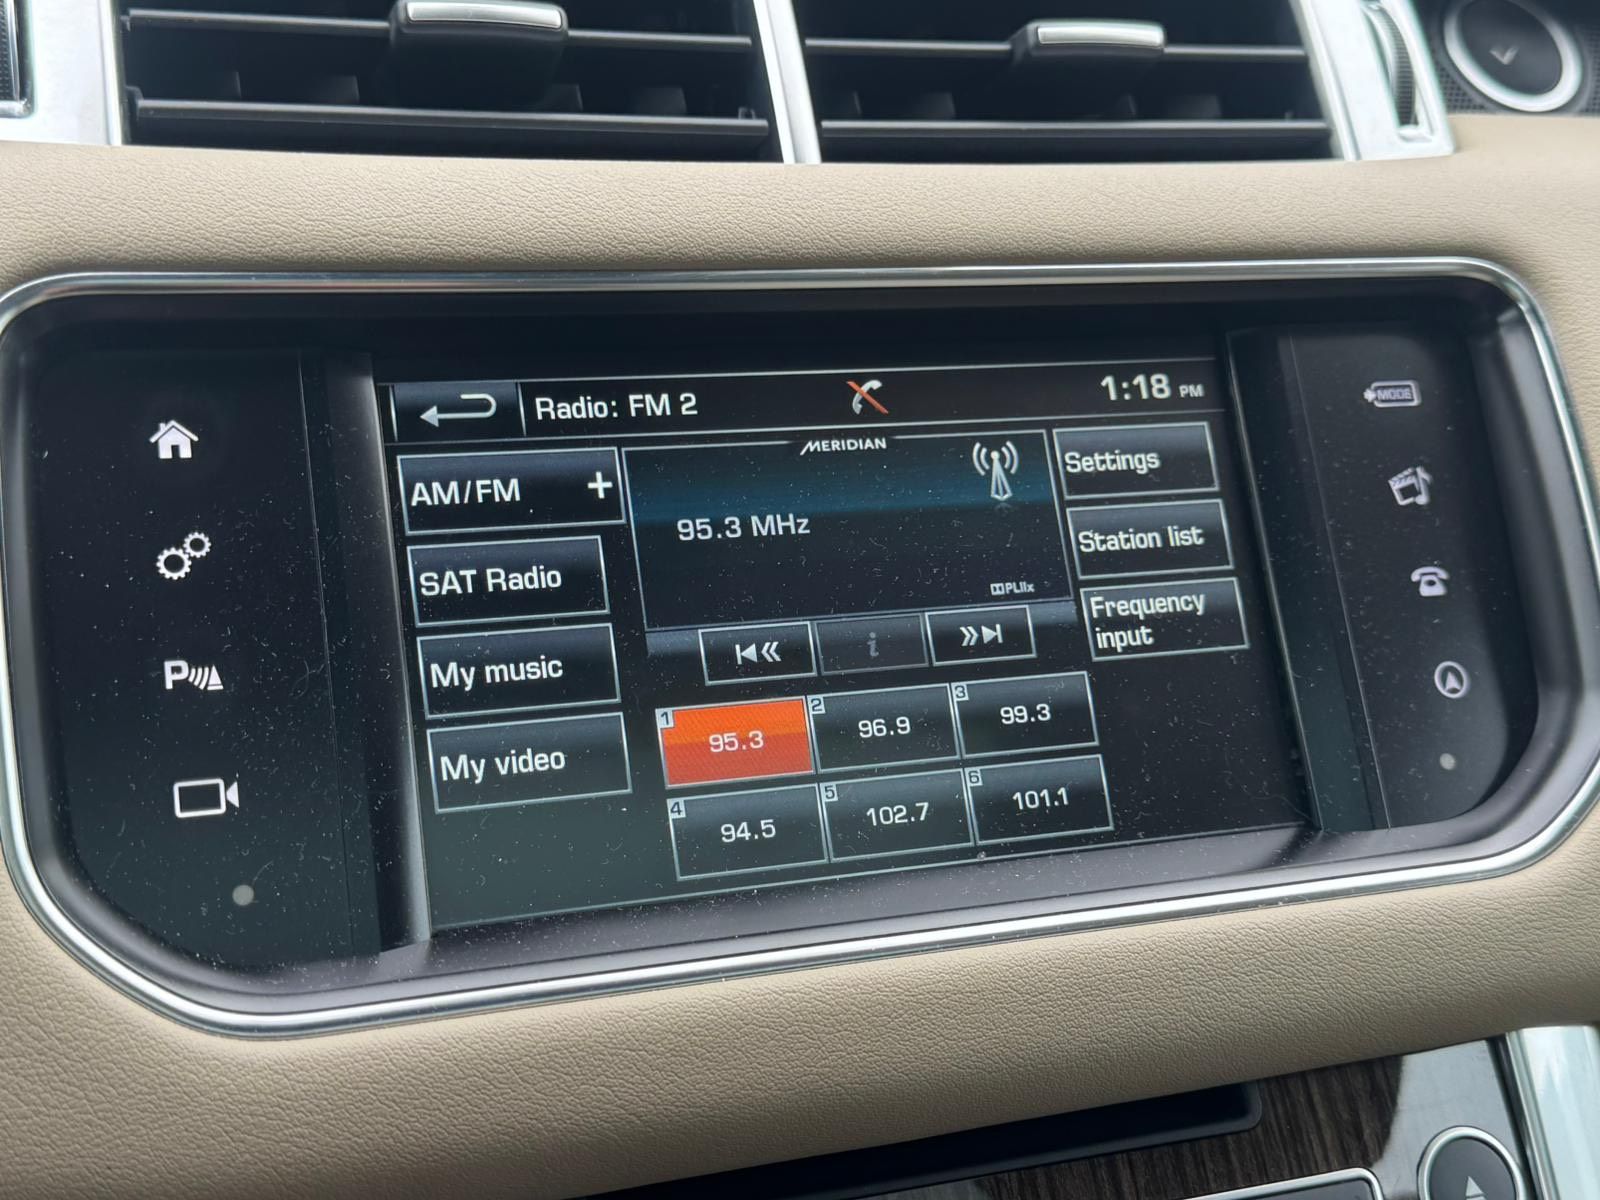 Radio: FM 2
1:18 PM
MODE
AM/FM +
MERIDIAN
Settings
95.3 MHz
Station list
SAT Radio
PLIIx
Frequency
input
My music
i
1 95.3
2 96.9
3 99.3
My video
4 94.5
5 102.7
6 101.1
P